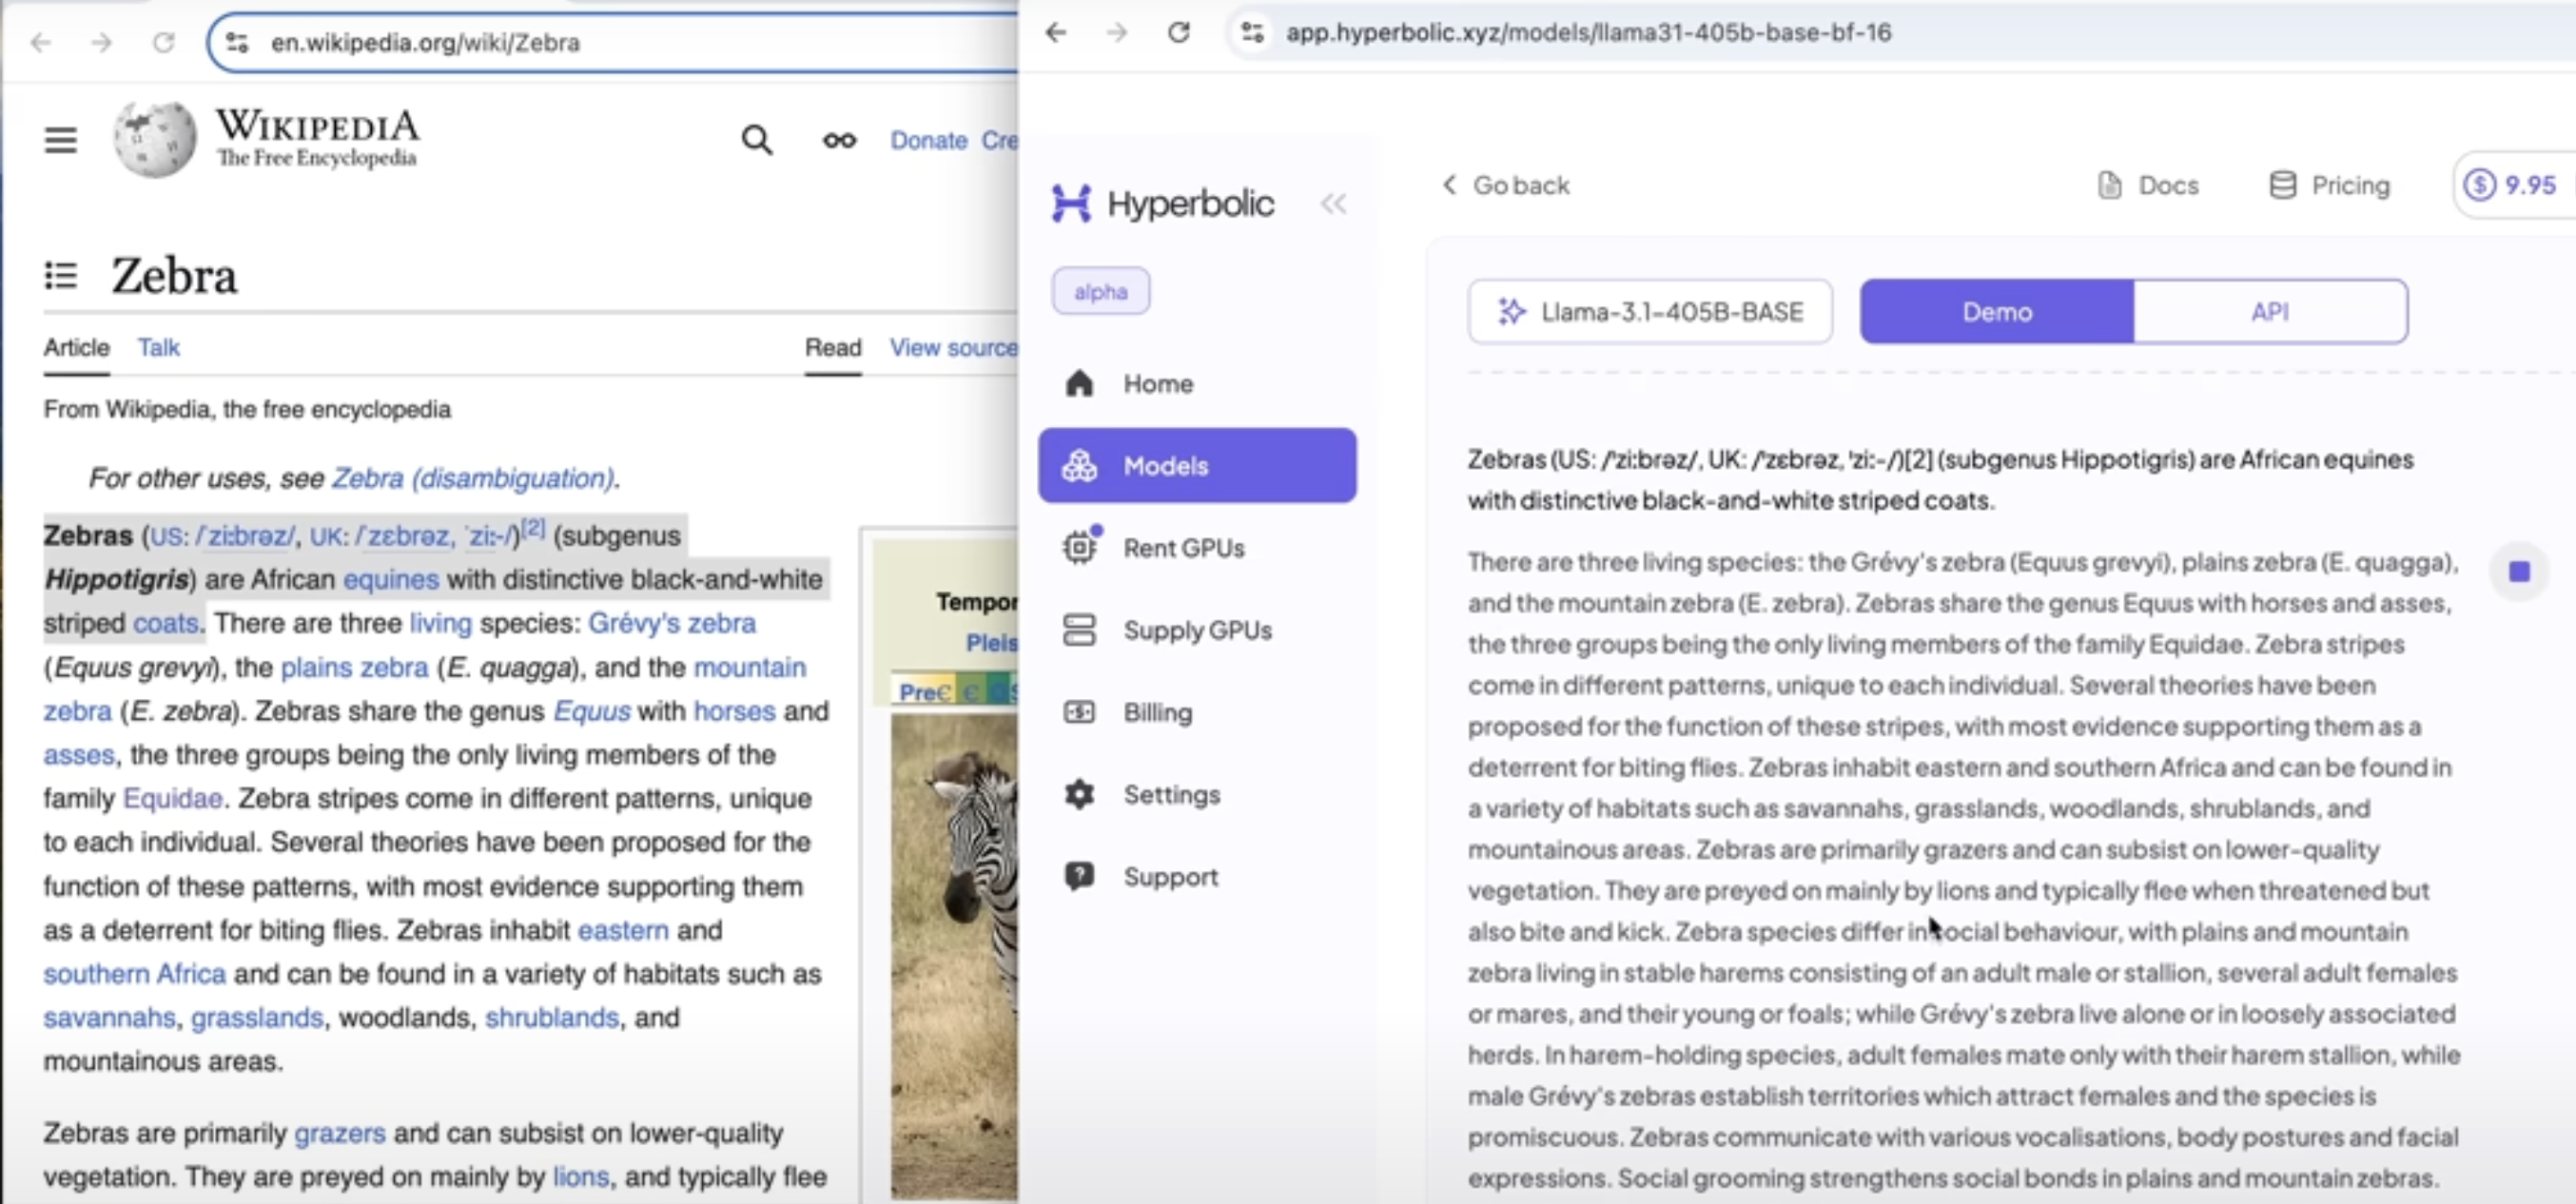 en.wikipedia.org/wiki/Zebra
WIKIPEDIA
The Free Encyclopedia
Donate
Zebra
Article Talk
Read View source
From Wikipedia, the free encyclopedia
For other uses, see Zebra (disambiguation).
Zebras (US: /ˈziːbrəz/, UK: /ˈzɛbrəz, ˈziː-/)[2] (subgenus
Hippotigris) are African equines with distinctive black-and-white
striped coats. There are three living species: Grévy's zebra
(Equus grevyi), the plains zebra (E. quagga), and the mountain
zebra (E. zebra). Zebras share the genus Equus with horses and
asses, the three groups being the only living members of the
family Equidae. Zebra stripes come in different patterns, unique
to each individual. Several theories have been proposed for the
function of these patterns, with most evidence supporting them
as a deterrent for biting flies. Zebras inhabit eastern and
southern Africa and can be found in a variety of habitats such as
savannahs, grasslands, woodlands, shrublands, and
mountainous areas.
Zebras are primarily grazers and can subsist on lower-quality
vegetation. They are preyed on mainly by lions, and typically flee
Tempor
Pleis
PreЄ Є
app.hyperbolic.xyz/models/llama31-405b-base-bf-16
Hyperbolic
alpha
Home
Models
Rent GPUs
Supply GPUs
Billing
Settings
Support
Go back
Docs
Pricing
$ 9.95
Llama-3.1-405B-BASE
Demo
API
Zebras (US: /ˈziːbrəz/, UK: /ˈzɛbrəz, ˈziː-/)[2] (subgenus Hippotigris) are African equines
with distinctive black-and-white striped coats.
There are three living species: the Grévy's zebra (Equus grevyi), plains zebra (E. quagga),
and the mountain zebra (E. zebra). Zebras share the genus Equus with horses and asses,
the three groups being the only living members of the family Equidae. Zebra stripes
come in different patterns, unique to each individual. Several theories have been
proposed for the function of these stripes, with most evidence supporting them as a
deterrent for biting flies. Zebras inhabit eastern and southern Africa and can be found in
a variety of habitats such as savannahs, grasslands, woodlands, shrublands, and
mountainous areas. Zebras are primarily grazers and can subsist on lower-quality
vegetation. They are preyed on mainly by lions and typically flee when threatened but
also bite and kick. Zebra species differ in social behaviour, with plains and mountain
zebra living in stable harems consisting of an adult male or stallion, several adult females
or mares, and their young or foals; while Grévy's zebra live alone or in loosely associated
herds. In harem-holding species, adult females mate only with their harem stallion, while
male Grévy's zebras establish territories which attract females and the species is
promiscuous. Zebras communicate with various vocalisations, body postures and facial
expressions. Social grooming strengthens social bonds in plains and mountain zebras.